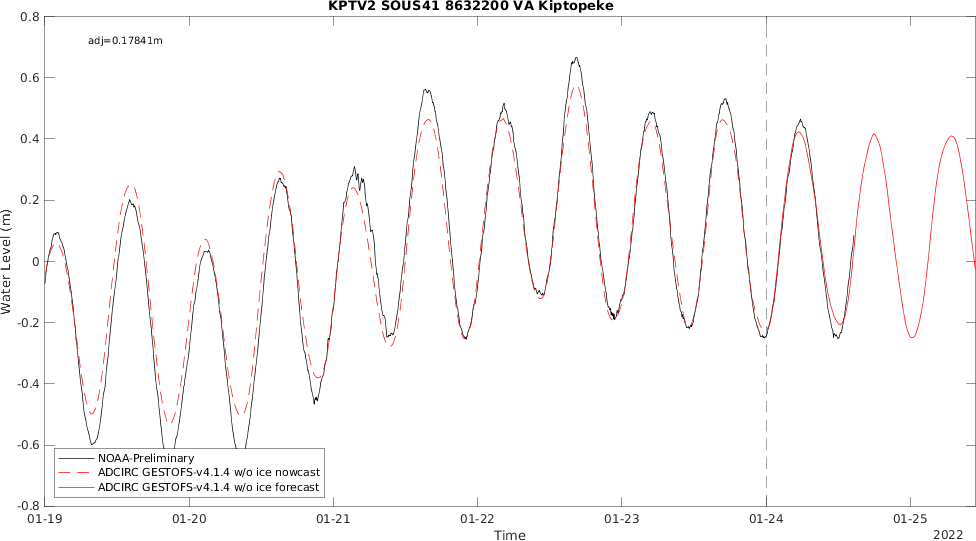 KPTV2 SOUS41 8632200 VA Kiptopeke
adj=0.17841m
0.8
0.6
0.4
0.2
0
-0.2
-0.4
-0.6
-0.8
Water Level (m)
NOAA-Preliminary
ADCIRC GESTOFS-v4.1.4 w/o ice nowcast
ADCIRC GESTOFS-v4.1.4 w/o ice forecast
01-19 01-20 01-21 01-22 01-23 01-24 01-25
Time
2022